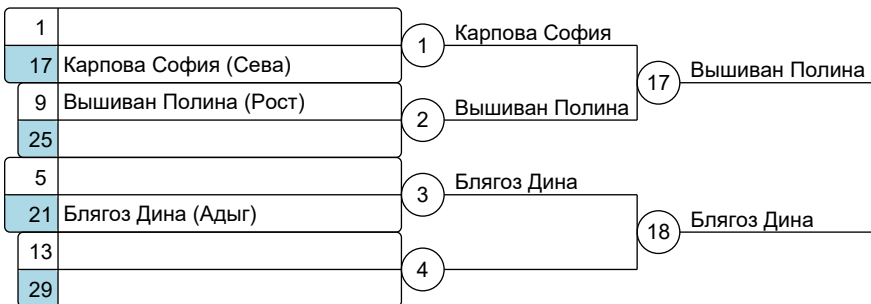 1
17 Карпова София (Сева)
1 Карпова София
9 Вышиван Полина (Рост)
25
2 Вышиван Полина
17 Вышиван Полина
5
21 Блягоз Дина (Адыг)
3 Блягоз Дина
13
29
4
18 Блягоз Дина